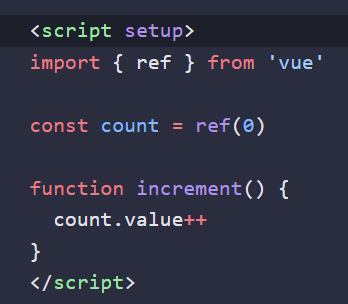 <script setup>
import { ref } from 'vue'

const count = ref(0)

function increment() {
  count.value++
}
</script>